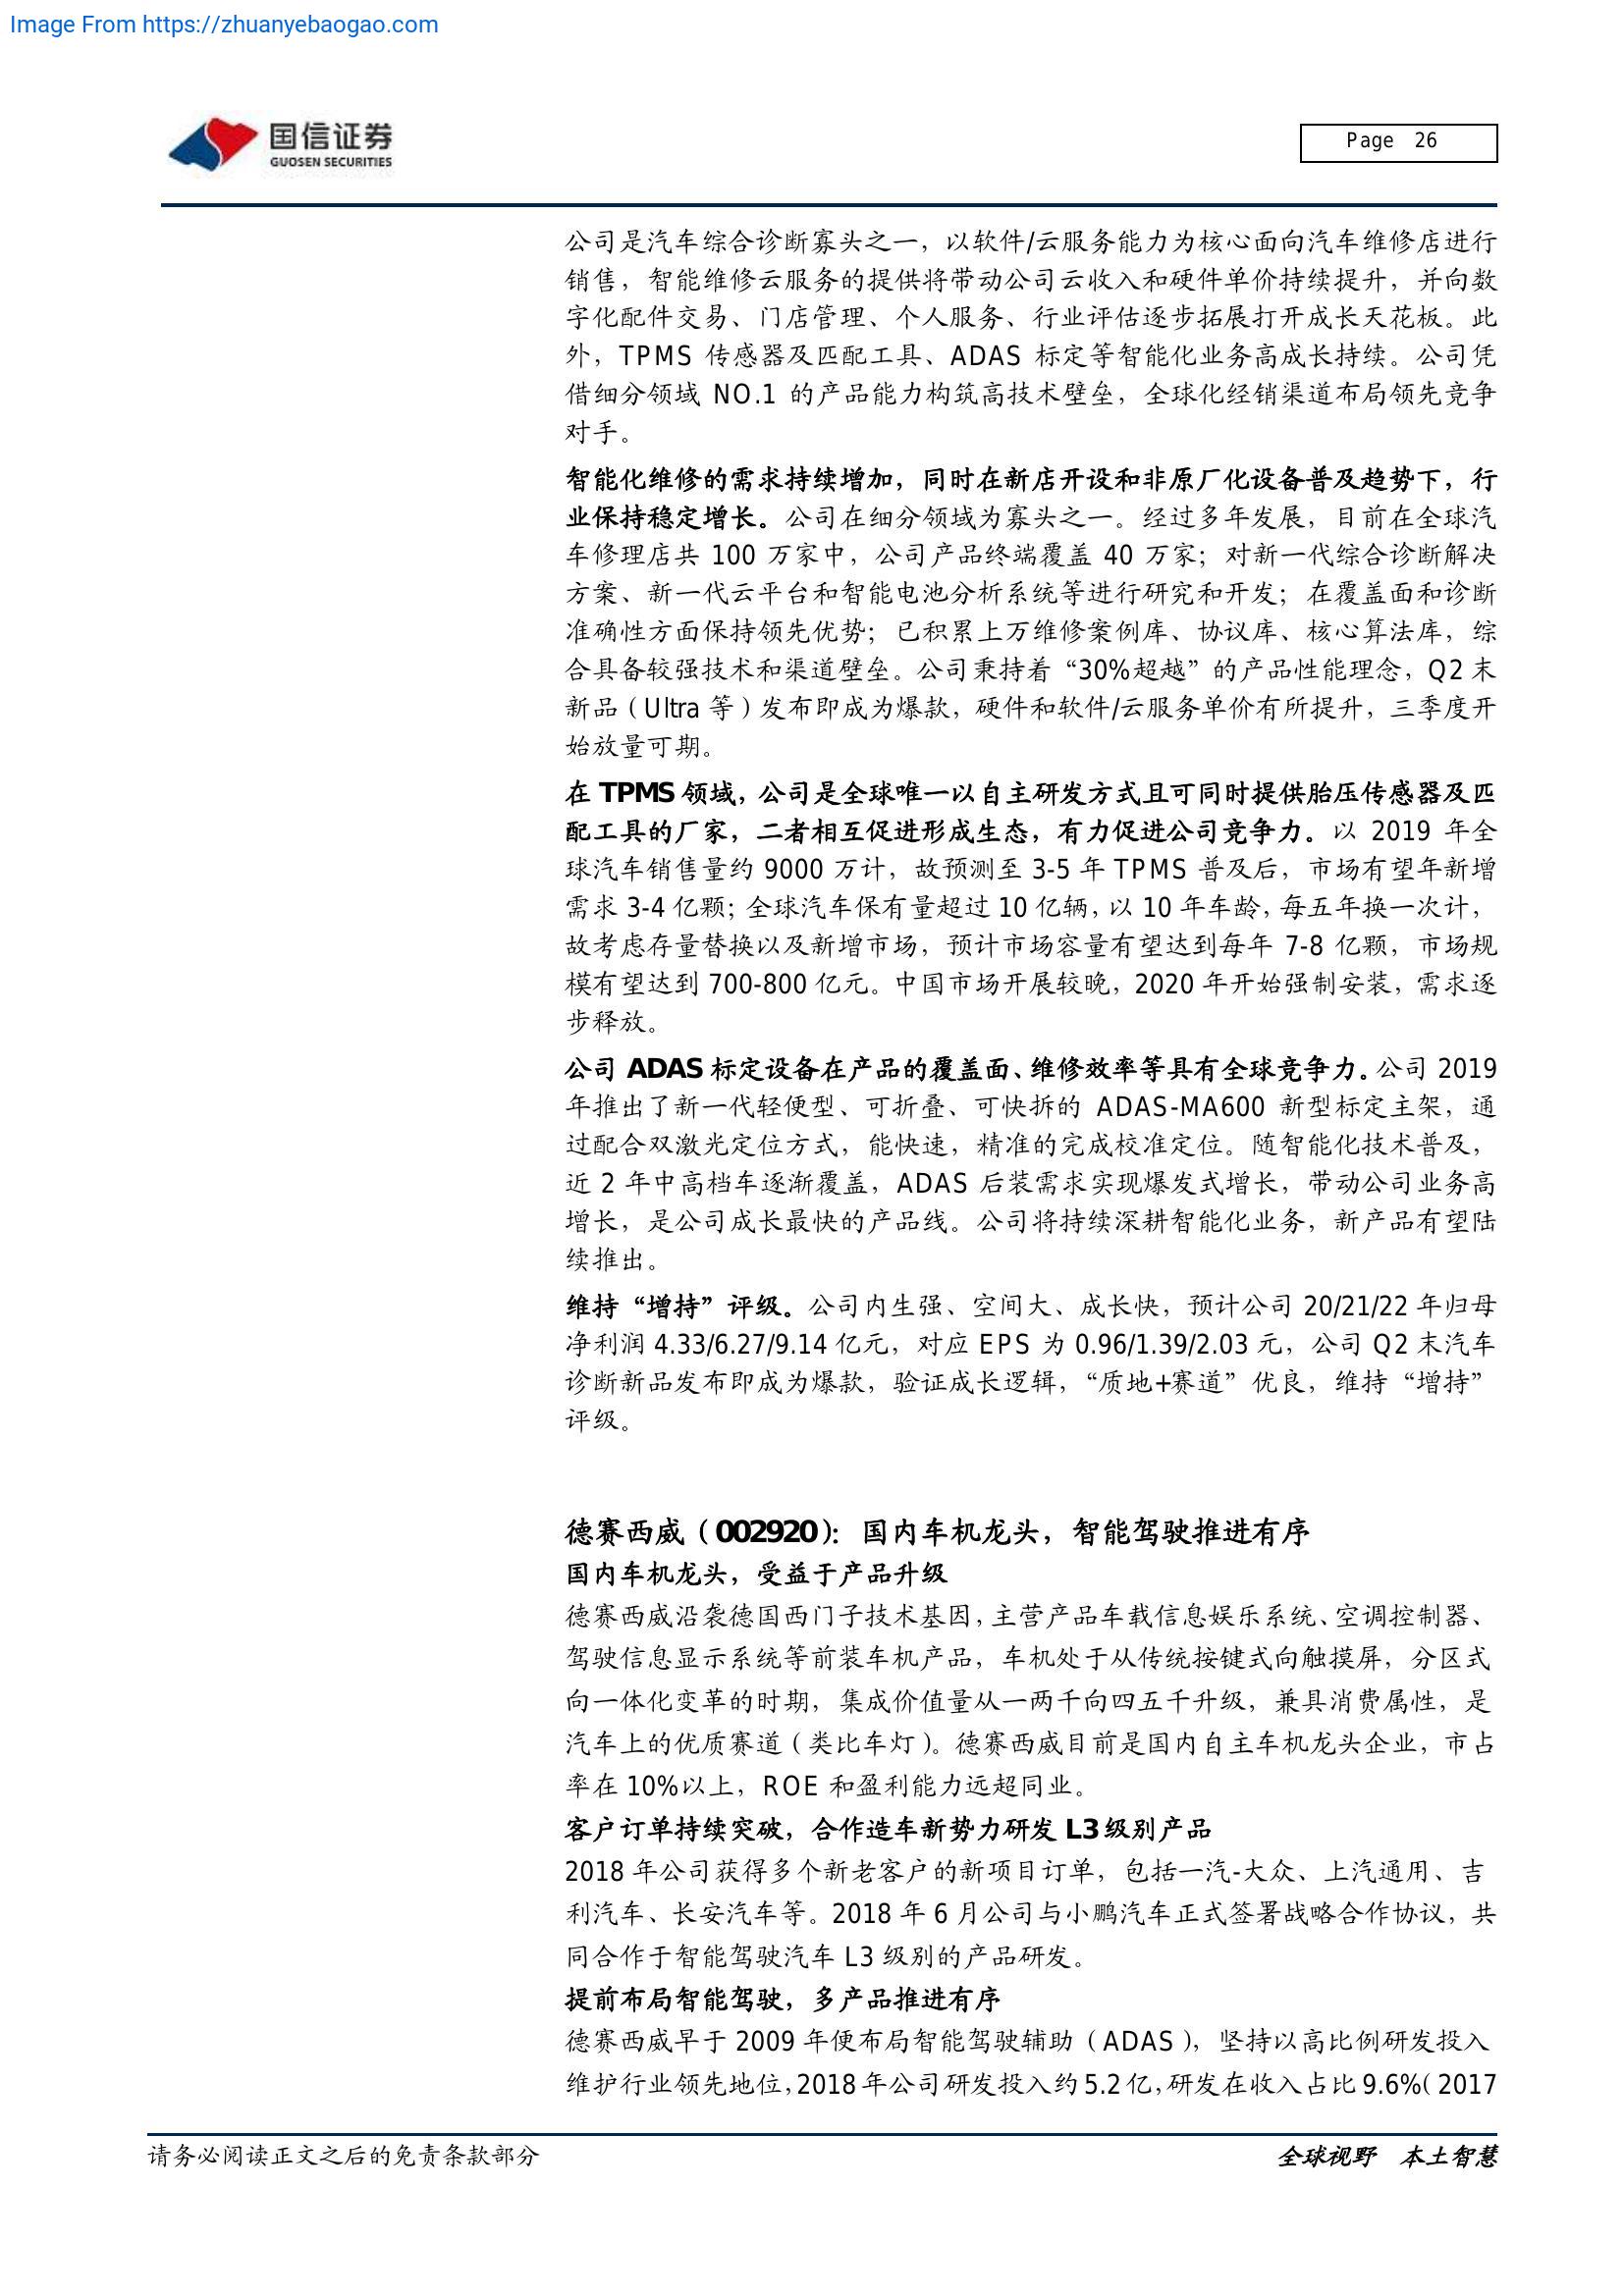 Image From https://zhuanyebaogao.com
国信证券
GUOSEN SECURITIES
Page 26
公司是汽车综合诊断寡头之一，以软件/云服务能力为核心面向汽车维修店进行
销售，智能维修云服务的提供将带动公司云收入和硬件单价持续提升，并向数
字化配件交易、门店管理、个人服务、行业评估逐步拓展打开成长天花板。此
外，TPMS 传感器及匹配工具、ADAS 标定等智能化业务高成长持续。公司凭
借细分领域 NO.1 的产品能力构筑高技术壁垒，全球化经销渠道布局领先竞争
对手。
智能化维修的需求持续增加，同时在新店开设和非原厂化设备普及趋势下，行
业保持稳定增长。公司在细分领域为寡头之一。经过多年发展，目前在全球汽
车修理店共 100 万家中，公司产品终端覆盖 40 万家；对新一代综合诊断解决
方案、新一代云平台和智能电池分析系统等进行研究和开发；在覆盖面和诊断
准确性方面保持领先优势；已积累上万维修案例库、协议库、核心算法库，综
合具备较强技术和渠道壁垒。公司秉持着“30%超越”的产品性能理念，Q2 末
新品（Ultra 等）发布即成为爆款，硬件和软件/云服务单价有所提升，三季度开
始放量可期。
在 TPMS 领域，公司是全球唯一以自主研发方式且可同时提供胎压传感器及匹
配工具的厂家，二者相互促进形成生态，有力促进公司竞争力。以 2019 年全
球汽车销售量约 9000 万计，故预测至 3-5 年 TPMS 普及后，市场有望年新增
需求 3-4 亿颗；全球汽车保有量超过 10 亿辆，以 10 年车龄，每五年换一次计，
故考虑存量替换以及新增市场，预计市场容量有望达到每年 7-8 亿颗，市场规
模有望达到 700-800 亿元。中国市场开展较晚，2020 年开始强制安装，需求逐
步释放。
公司 ADAS 标定设备在产品的覆盖面、维修效率等具有全球竞争力。公司 2019
年推出了新一代轻便型、可折叠、可快拆的 ADAS-MA600 新型标定主架，通
过配合双激光定位方式，能快速，精准的完成校准定位。随智能化技术普及，
近 2 年中高档车逐渐覆盖，ADAS 后装需求实现爆发式增长，带动公司业务高
增长，是公司成长最快的产品线。公司将持续深耕智能化业务，新产品有望陆
续推出。
维持“增持”评级。公司内生强、空间大、成长快，预计公司 20/21/22 年归母
净利润 4.33/6.27/9.14 亿元，对应 EPS 为 0.96/1.39/2.03 元，公司 Q2 末汽车
诊断新品发布即成为爆款，验证成长逻辑，“质地+赛道”优良，维持“增持”
评级。
德赛西威（002920）：国内车机龙头，智能驾驶推进有序
国内车机龙头，受益于产品升级
德赛西威沿袭德国西门子技术基因，主营产品车载信息娱乐系统、空调控制器、
驾驶信息显示系统等前装车机产品，车机处于从传统按键式向触摸屏，分区式
向一体化变革的时期，集成价值量从一两千向四五千升级，兼具消费属性，是
汽车上的优质赛道（类比车灯）。德赛西威目前是国内自主车机龙头企业，市占
率在 10%以上，ROE 和盈利能力远超同业。
客户订单持续突破，合作造车新势力研发 L3 级别产品
2018 年公司获得多个新老客户的新项目订单，包括一汽-大众、上汽通用、吉
利汽车、长安汽车等。2018 年 6 月公司与小鹏汽车正式签署战略合作协议，共
同合作于智能驾驶汽车 L3 级别的产品研发。
提前布局智能驾驶，多产品推进有序
德赛西威早于 2009 年便布局智能驾驶辅助（ADAS），坚持以高比例研发投入
维护行业领先地位，2018 年公司研发投入约 5.2 亿，研发在收入占比 9.6%（2017
请务必阅读正文之后的免责条款部分
全球视野 本土智慧